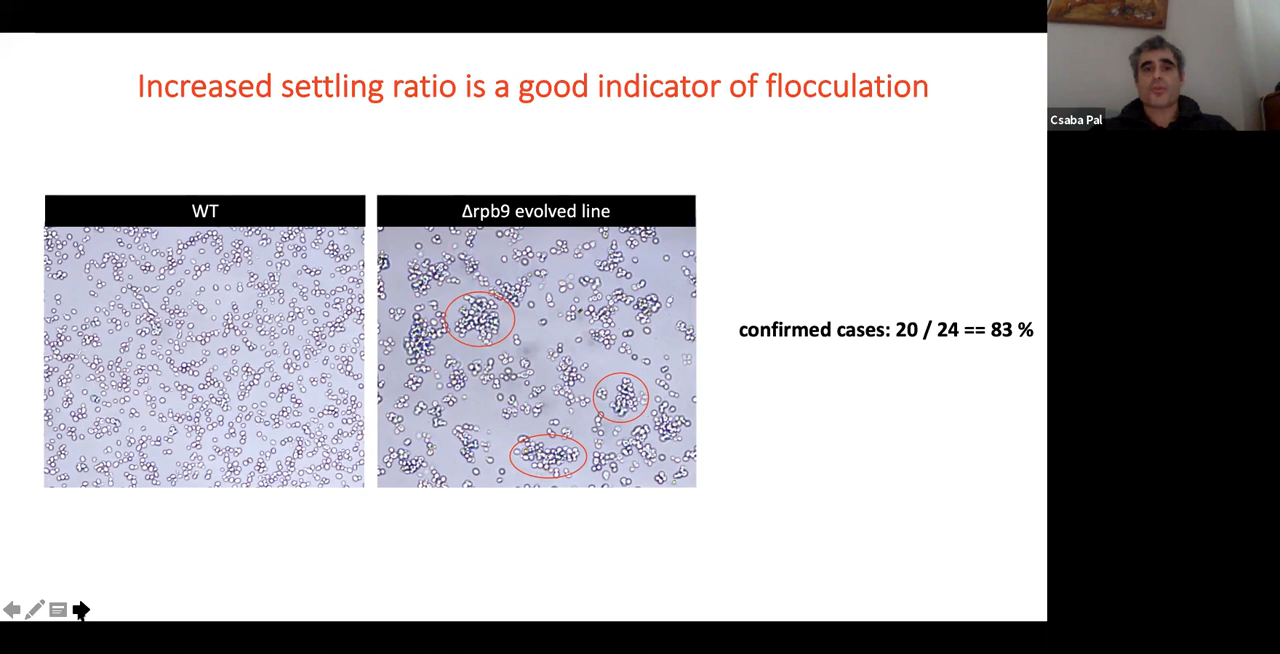 Increased settling ratio is a good indicator of flocculation
Csaba Pal
WT
Δrpb9 evolved line
confirmed cases: 20 / 24 == 83 %